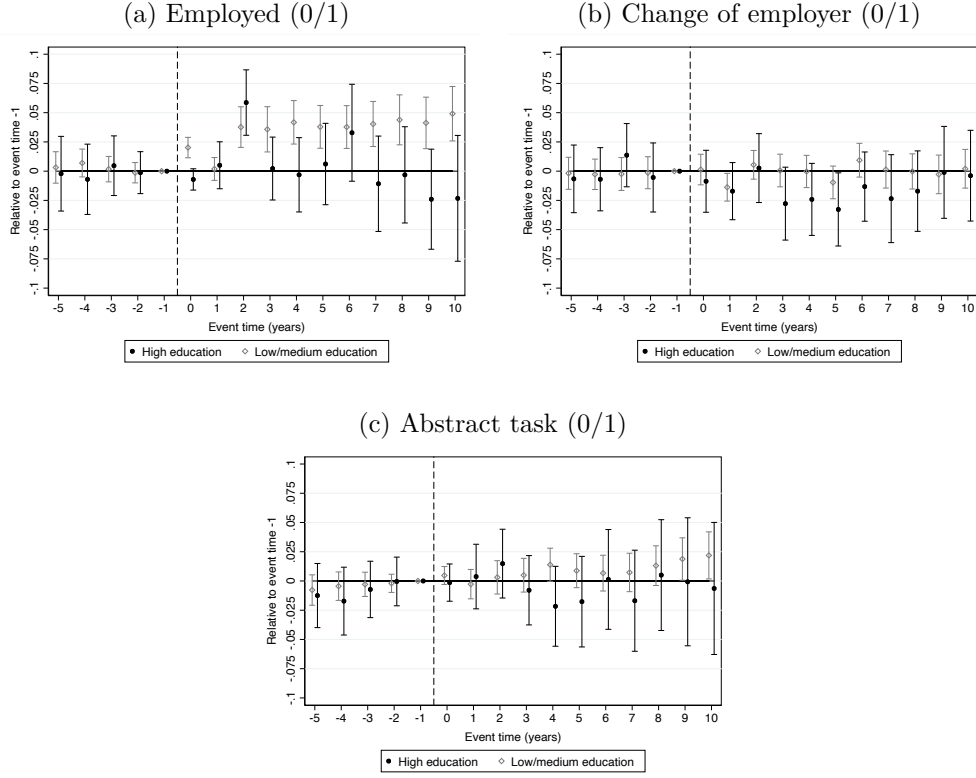 (a) Employed (0/1)
Relative to event time -1
.1
.075
.05
.025
0
-.025
-.05
-.075
-.1
-5 -4 -3 -2 -1 0 1 2 3 4 5 6 7 8 9 10
Event time (years)
High education Low/medium education
(b) Change of employer (0/1)
Relative to event time -1
.1
.075
.05
.025
0
-.025
-.05
-.075
-.1
-5 -4 -3 -2 -1 0 1 2 3 4 5 6 7 8 9 10
Event time (years)
High education Low/medium education
(c) Abstract task (0/1)
Relative to event time -1
.1
.075
.05
.025
0
-.025
-.05
-.075
-.1
-5 -4 -3 -2 -1 0 1 2 3 4 5 6 7 8 9 10
Event time (years)
High education Low/medium education